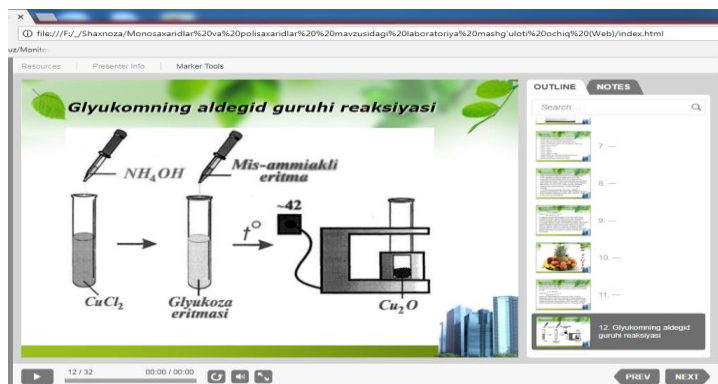 file:///F:/_/Shaxnoza/Monosaxaridlar%20va%20polisaxaridlar%20%20mavzusidagi%20laboratoriya%20mashg'uloti%20ochiq%20(Web)/index.html
uz/Monito
Resources | Presenter Info | Marker Tools
OUTLINE NOTES
Search...
Glyukomning aldegid guruhi reaksiyasi
NH₄OH
Mis-ammiakli
eritma
~42
t°
CuCl₂
Glyukoza
eritmasi
Cu₂O
7. —
8. —
9. —
10. —
11. —
12. Glyukomning aldegid
guruhi reaksiyasi
12 / 32 00:00 / 00:00
PREV NEXT